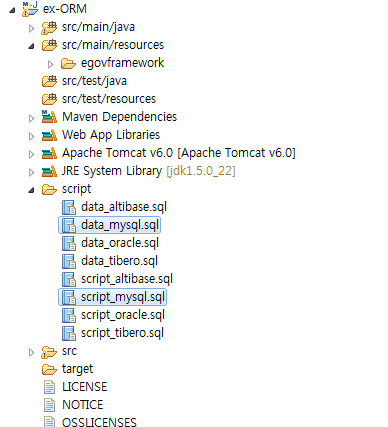 ex-ORM
src/main/java
src/main/resources
egovframework
src/test/java
src/test/resources
Maven Dependencies
Web App Libraries
Apache Tomcat v6.0 [Apache Tomcat v6.0]
JRE System Library [jdk1.5.0_22]
script
data_altibase.sql
data_mysql.sql
data_oracle.sql
data_tibero.sql
script_altibase.sql
script_mysql.sql
script_oracle.sql
script_tibero.sql
src
target
LICENSE
NOTICE
OSSLICENSES